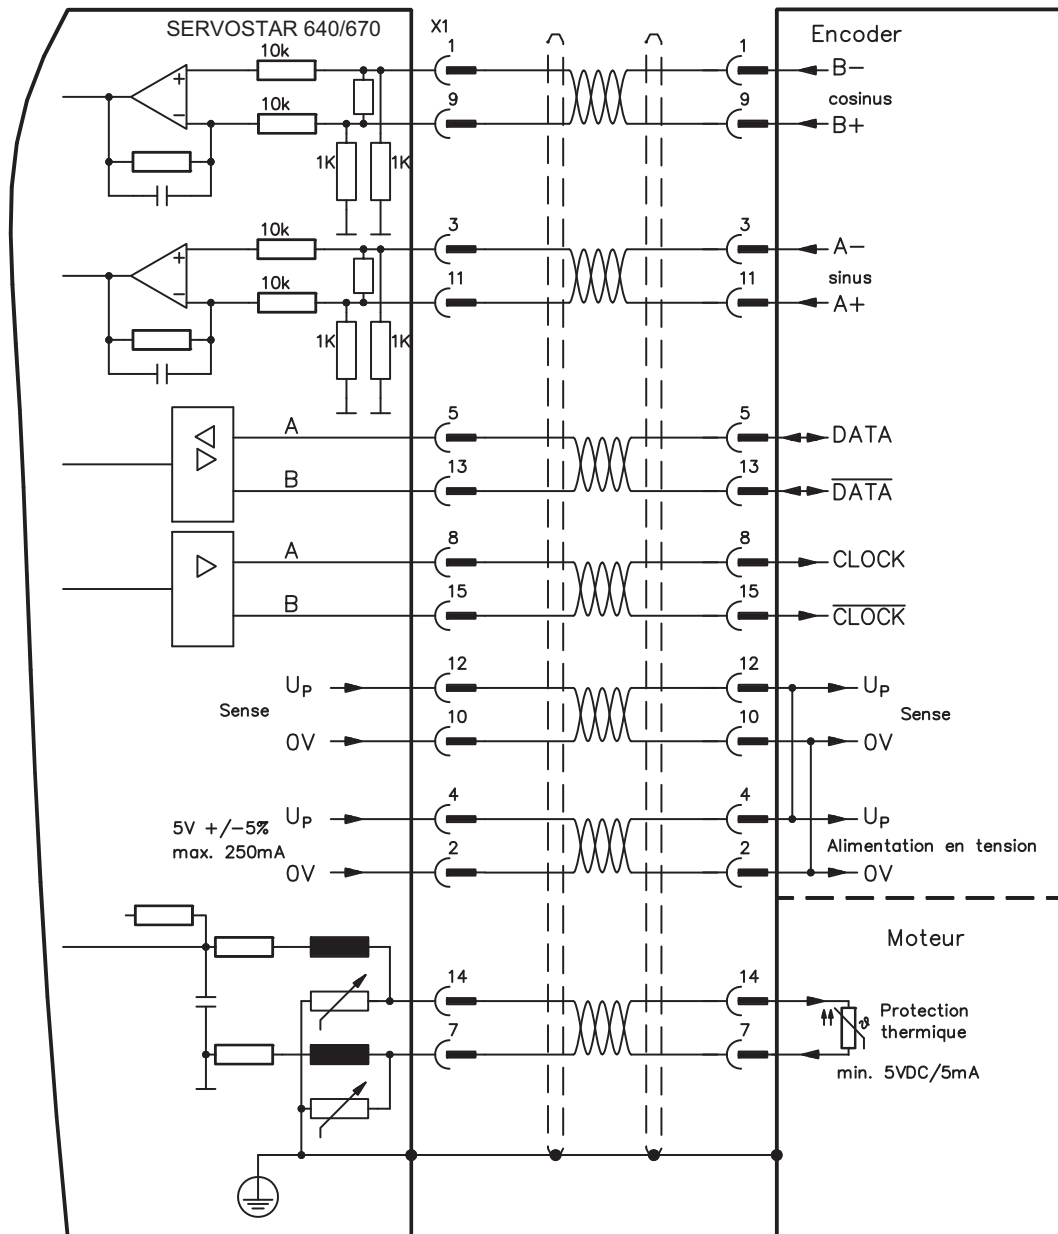 SERVOSTAR 640/670
X1
Encoder
10k
1
1
B-
cosinus
10k
9
9
B+
1K
1K
10k
3
3
A-
sinus
10k
11
11
A+
1K
1K
A
5
5
DATA
B
13
13
DATA
A
8
8
CLOCK
B
15
15
CLOCK
UP
12
12
UP
Sense
Sense
0V
10
10
0V
5V +/-5%
max. 250mA
UP
4
4
UP
Alimentation en tension
0V
2
2
0V
Moteur
14
14
Protection
thermique
ϑ
7
7
min. 5VDC/5mA